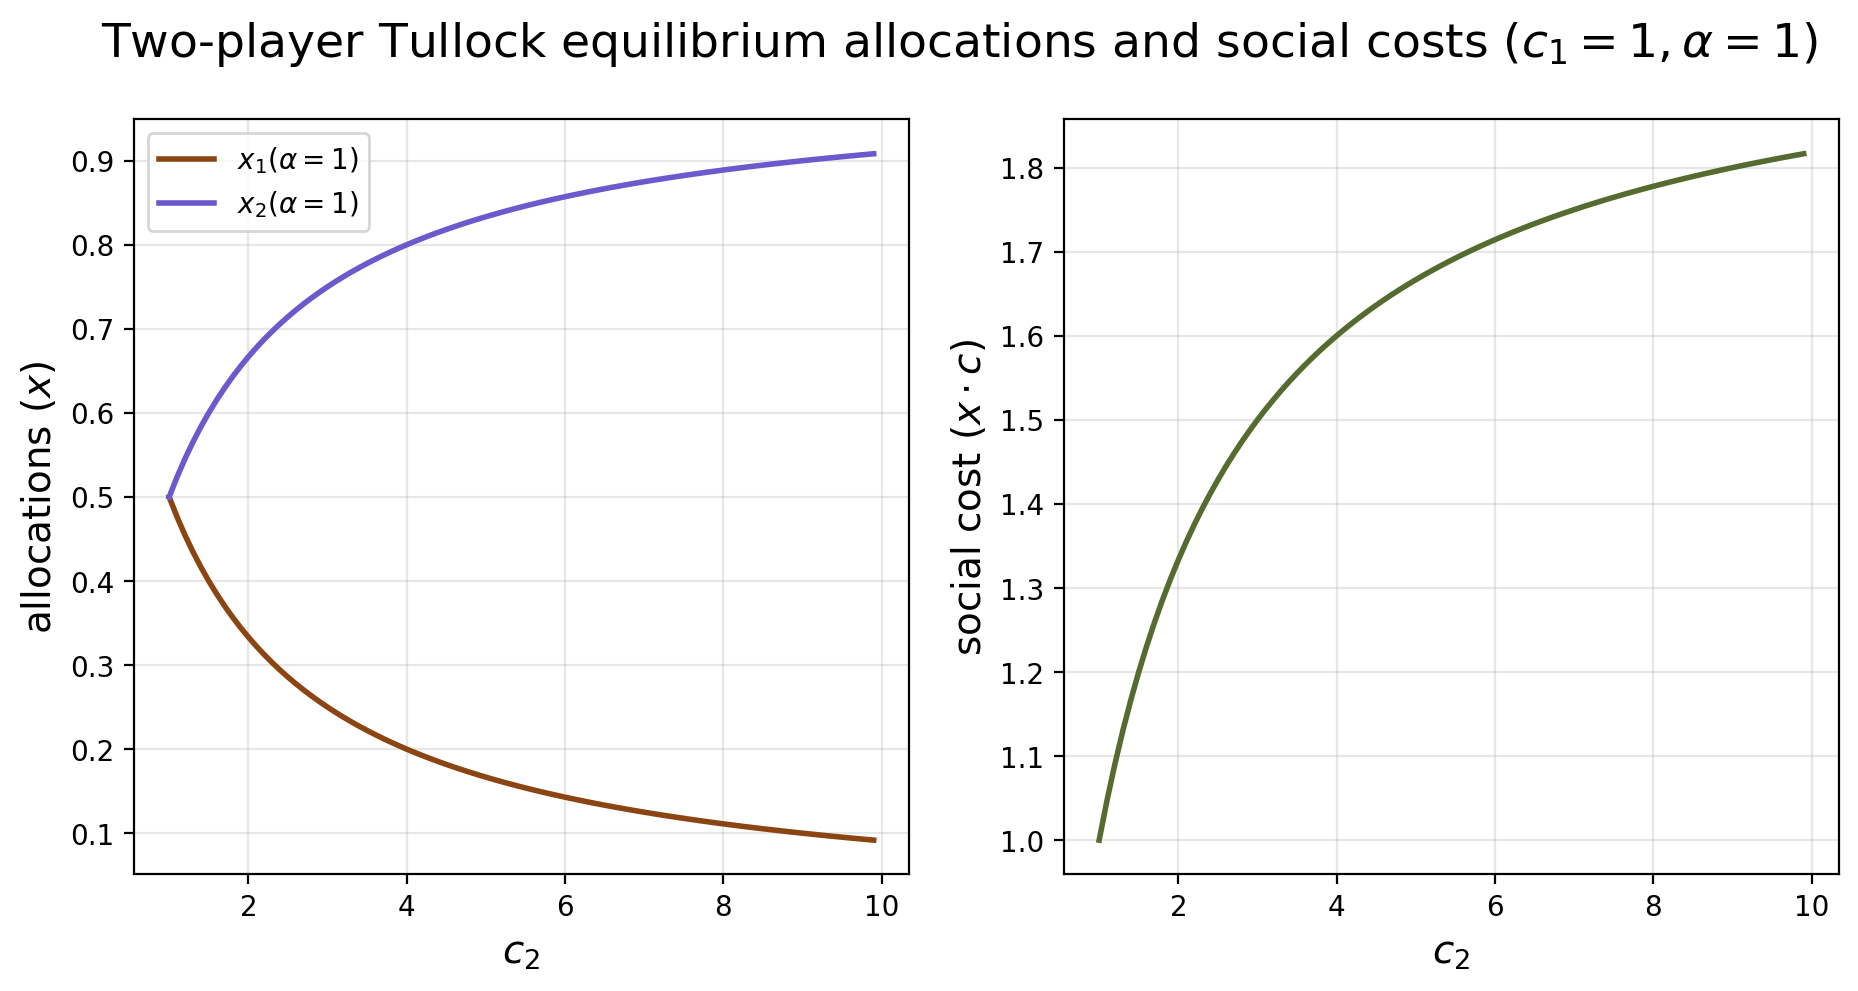 Two-player Tullock equilibrium allocations and social costs (c₁ = 1, α = 1)
allocations (x)
0.9
0.8
0.7
0.6
0.5
0.4
0.3
0.2
0.1
x₁(α = 1)
x₂(α = 1)
2 4 6 8 10
c₂
social cost (x · c)
1.8
1.7
1.6
1.5
1.4
1.3
1.2
1.1
1.0
2 4 6 8 10
c₂